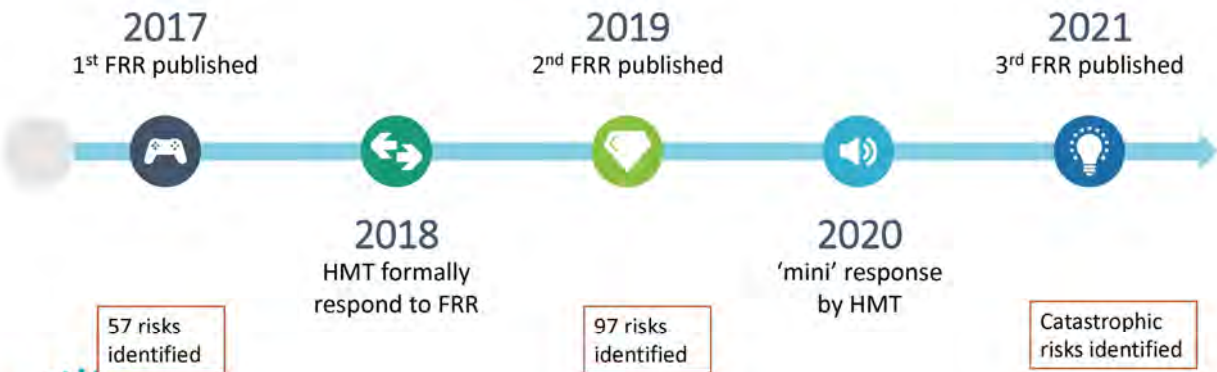 2017
1st FRR published
2019
2nd FRR published
2021
3rd FRR published
2018
HMT formally
respond to FRR
2020
‘mini’ response
by HMT
57 risks
identified
97 risks
identified
Catastrophic
risks identified